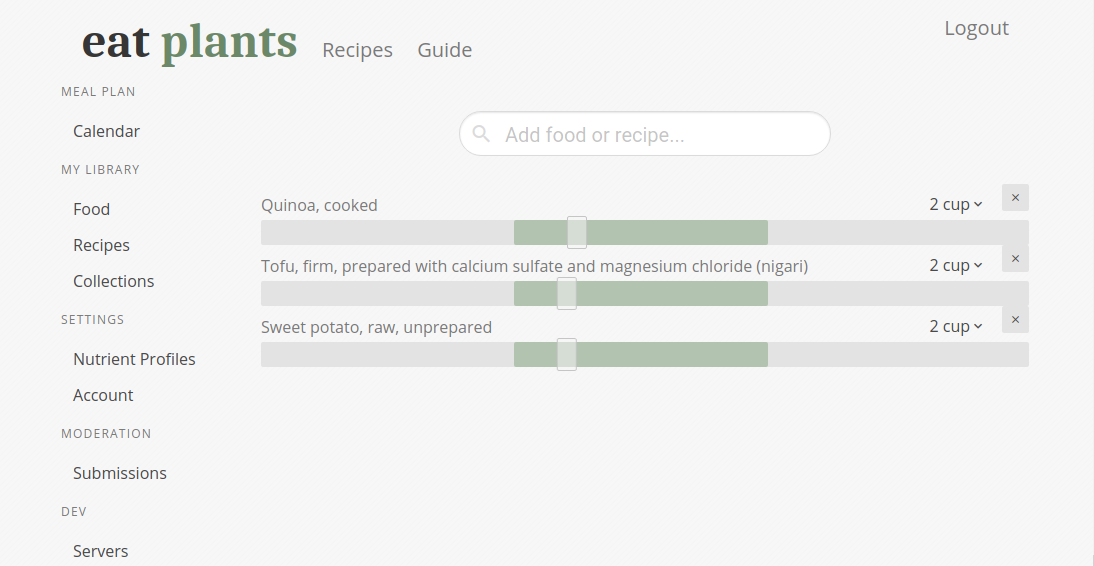 eat plants
Recipes
Guide
Logout
MEAL PLAN
Calendar
MY LIBRARY
Food
Recipes
Collections
SETTINGS
Nutrient Profiles
Account
MODERATION
Submissions
DEV
Servers
Add food or recipe...
Quinoa, cooked
2 cup
×
Tofu, firm, prepared with calcium sulfate and magnesium chloride (nigari)
2 cup
×
Sweet potato, raw, unprepared
2 cup
×